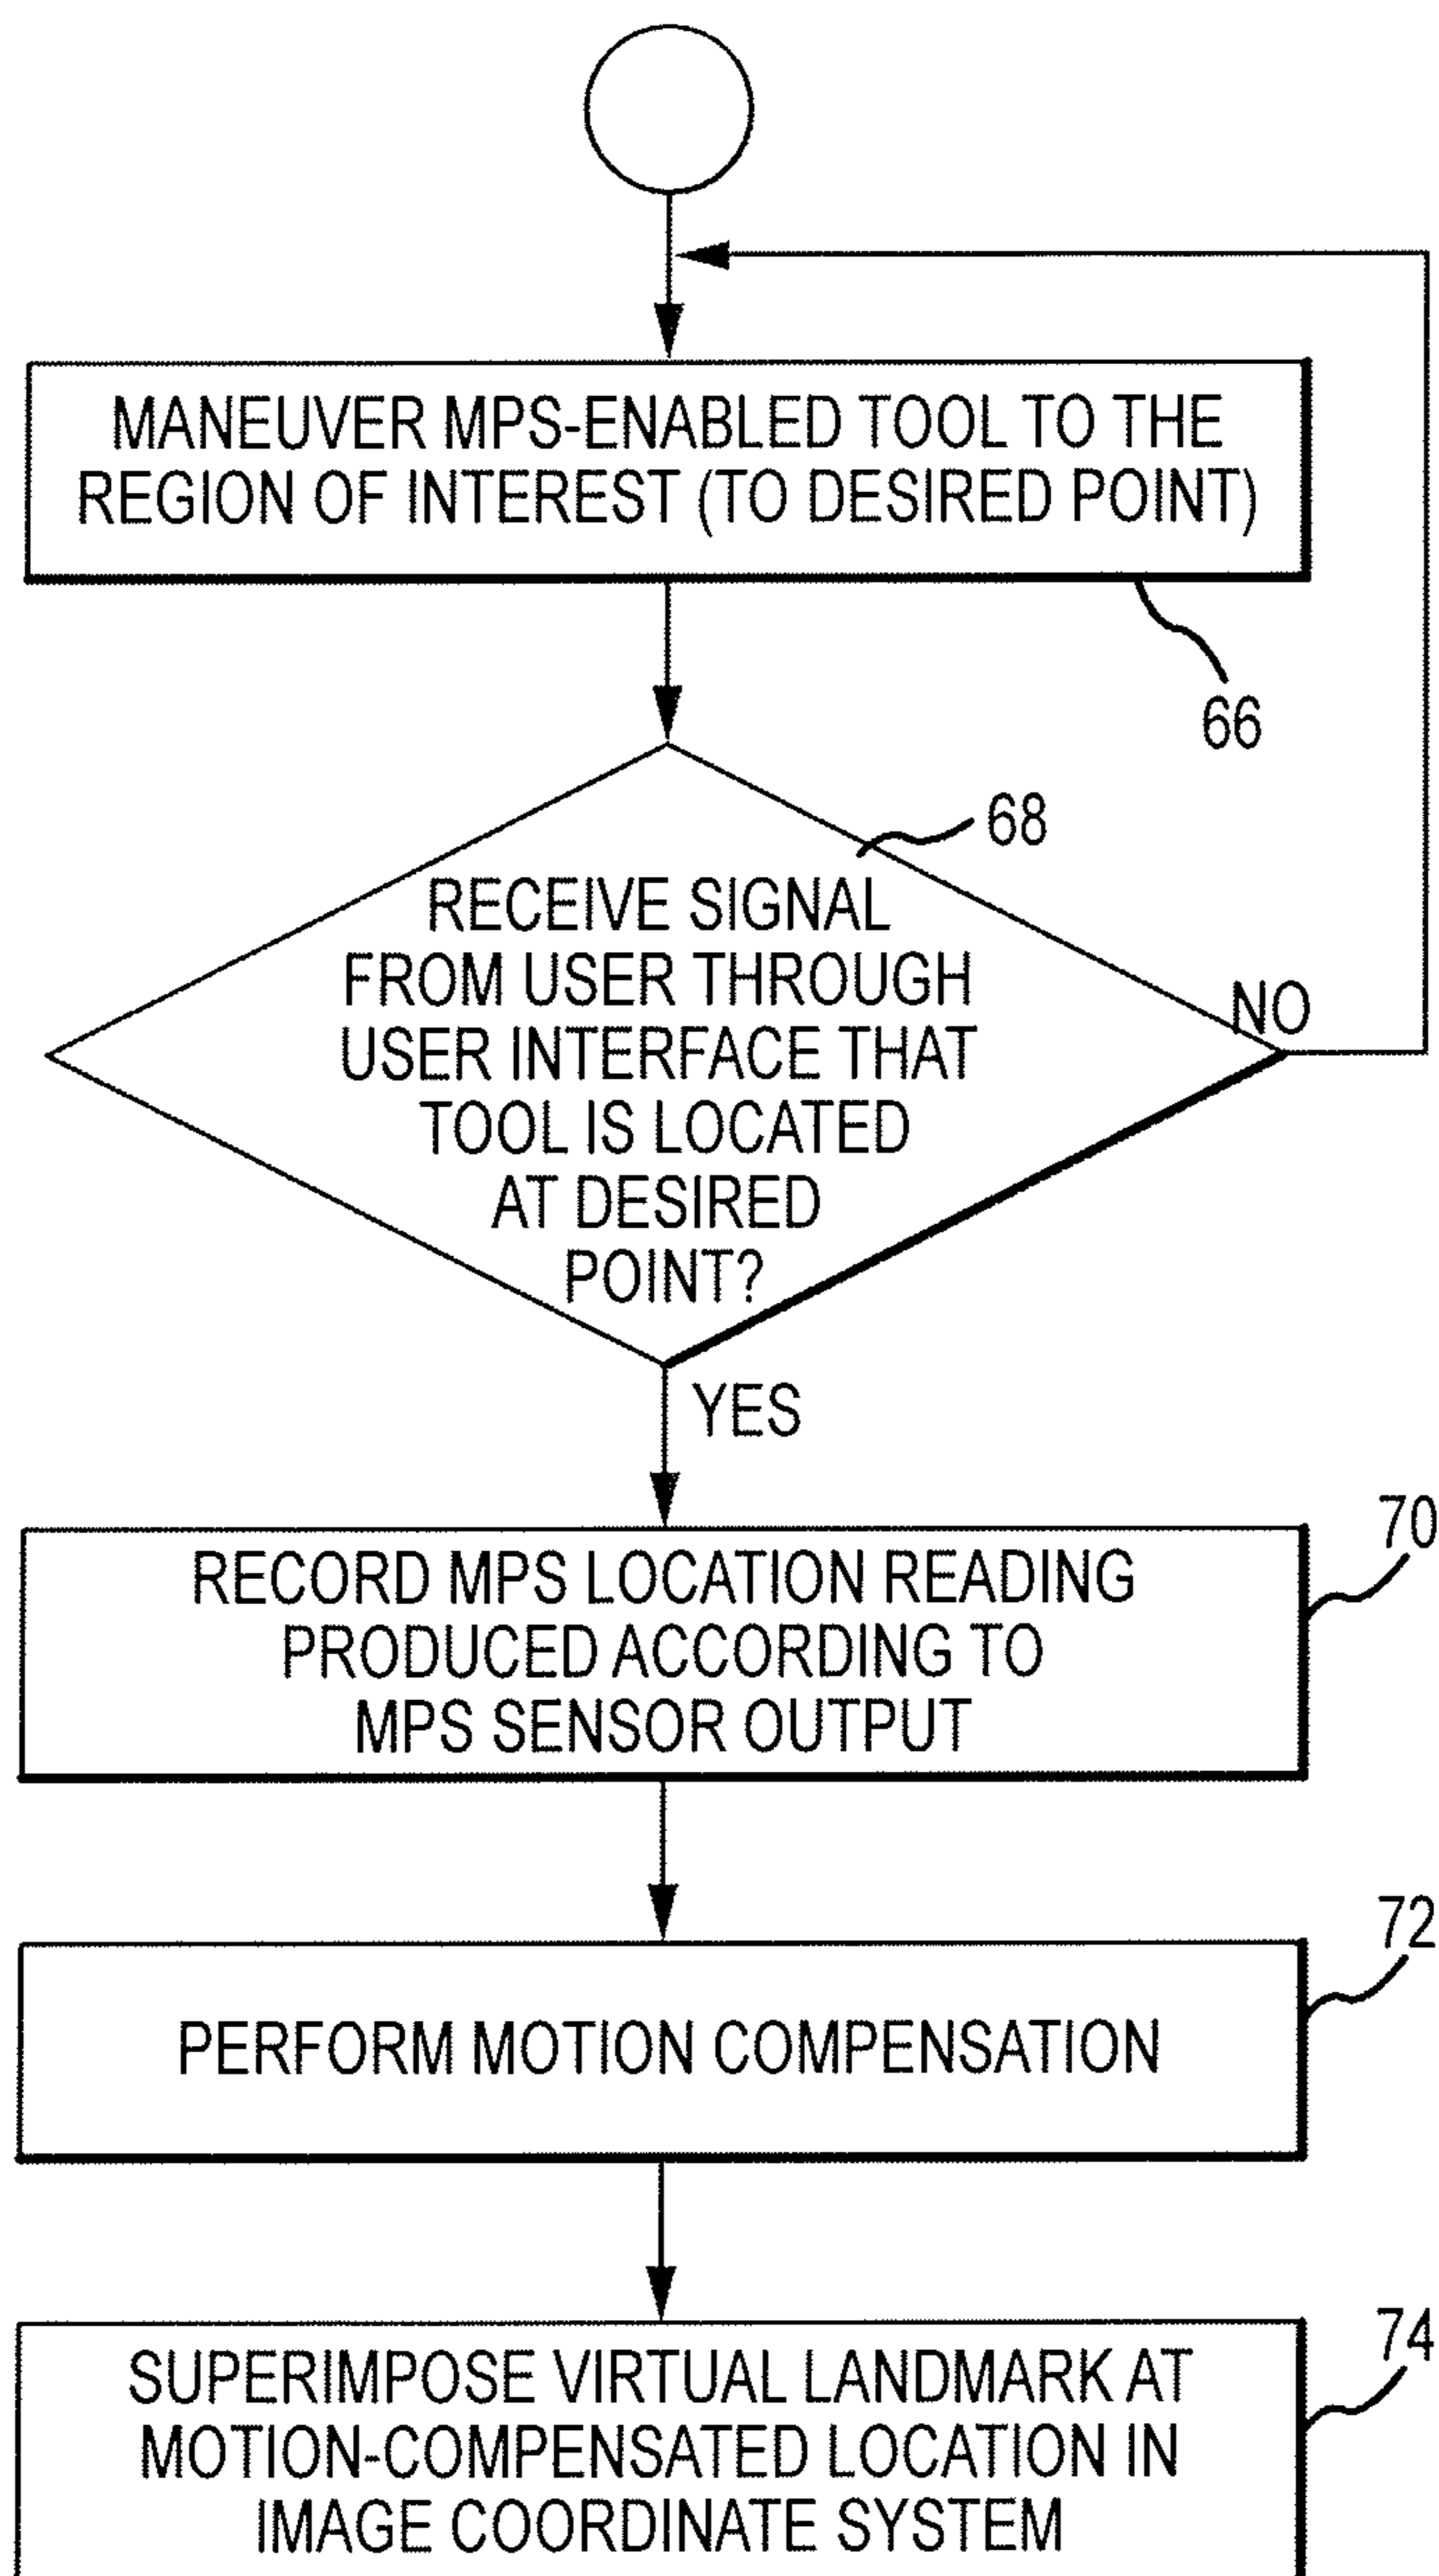 MANEUVER MPS-ENABLED TOOL TO THE
REGION OF INTEREST (TO DESIRED POINT)
66
68
RECEIVE SIGNAL
FROM USER THROUGH
USER INTERFACE THAT
TOOL IS LOCATED
AT DESIRED
POINT?
NO
YES
70
RECORD MPS LOCATION READING
PRODUCED ACCORDING TO
MPS SENSOR OUTPUT
72
PERFORM MOTION COMPENSATION
74
SUPERIMPOSE VIRTUAL LANDMARK AT
MOTION-COMPENSATED LOCATION IN
IMAGE COORDINATE SYSTEM